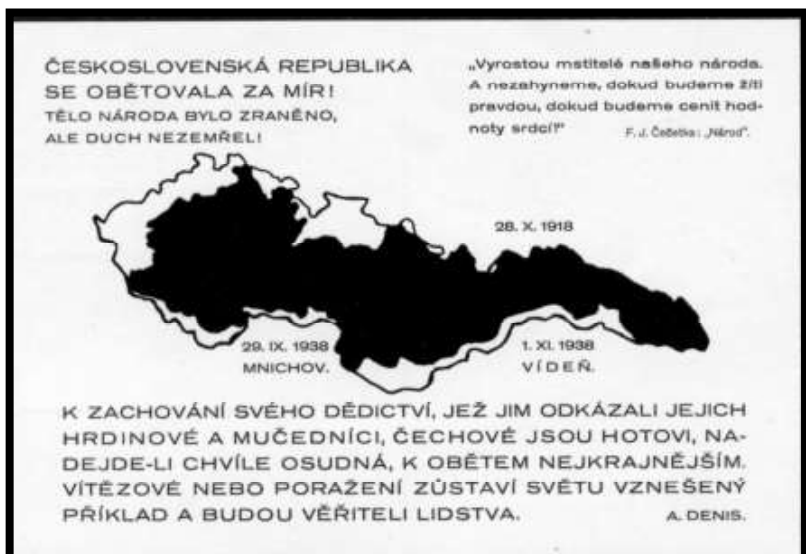 ČESKOSLOVENSKÁ REPUBLIKA
SE OBĚTOVALA ZA MÍR!
TĚLO NÁRODA BYLO ZRANĚNO,
ALE DUCH NEZEMŘEL!
„Vyrostou mstitelé našeho národa.
A nezahyneme, dokud budeme žíti
pravdou, dokud budeme cenit hod-
noty srdcí!"
F. J. Čečetka: „Národ".
28. X. 1918
29. IX. 1938
MNICHOV.
1. XI. 1938
VÍDEŇ.
K ZACHOVÁNÍ SVÉHO DĚDICTVÍ, JEŽ JIM ODKÁZALI JEJICH
HRDINOVÉ A MUČEDNÍCI, ČECHOVÉ JSOU HOTOVI, NA-
DEJDE-LI CHVÍLE OSUDNÁ, K OBĚTEM NEJKRAJNĚJŠÍM.
VÍTĚZOVÉ NEBO PORAŽENÍ ZŮSTAVÍ SVĚTU VZNEŠENÝ
PŘÍKLAD A BUDOU VĚŘITELI LIDSTVA.
A. DENIS.